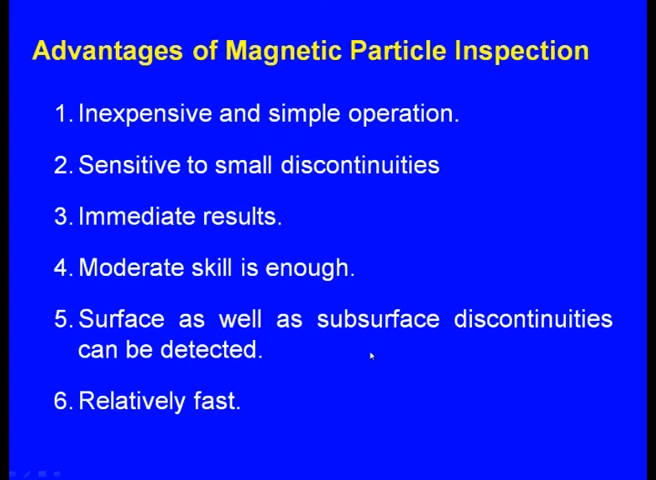 Advantages of Magnetic Particle Inspection
1. Inexpensive and simple operation.
2. Sensitive to small discontinuities
3. Immediate results.
4. Moderate skill is enough.
5. Surface as well as subsurface discontinuities
can be detected.
6. Relatively fast.